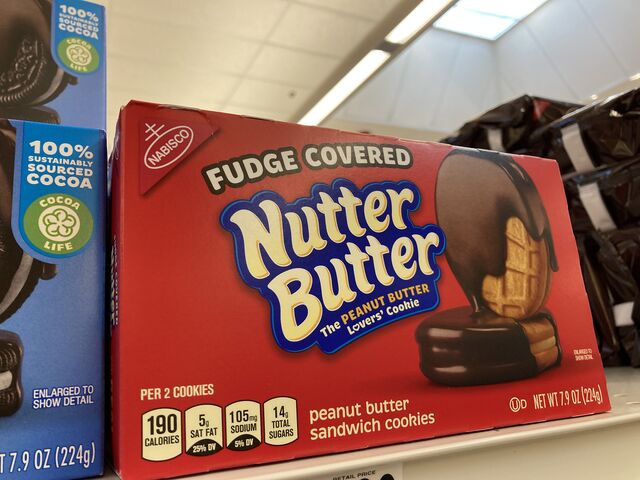 100%
SUSTAINABLY
SOURCED
COCOA
COCOA
LIFE
100%
SUSTAINABLY
SOURCED
COCOA
COCOA
LIFE
ENLARGED TO
SHOW DETAIL
T 7.9 OZ (224g)
NABISCO
FUDGE COVERED
Nutter
Butter
The PEANUT BUTTER
Lovers' Cookie
PER 2 COOKIES
190
CALORIES
5g
SAT FAT
25% DV
105mg
SODIUM
5% DV
14g
TOTAL
SUGARS
peanut butter
sandwich cookies
ENLARGED TO
SHOW DETAIL
UD NET WT 7.9 OZ (224g)
RETAIL PRICE